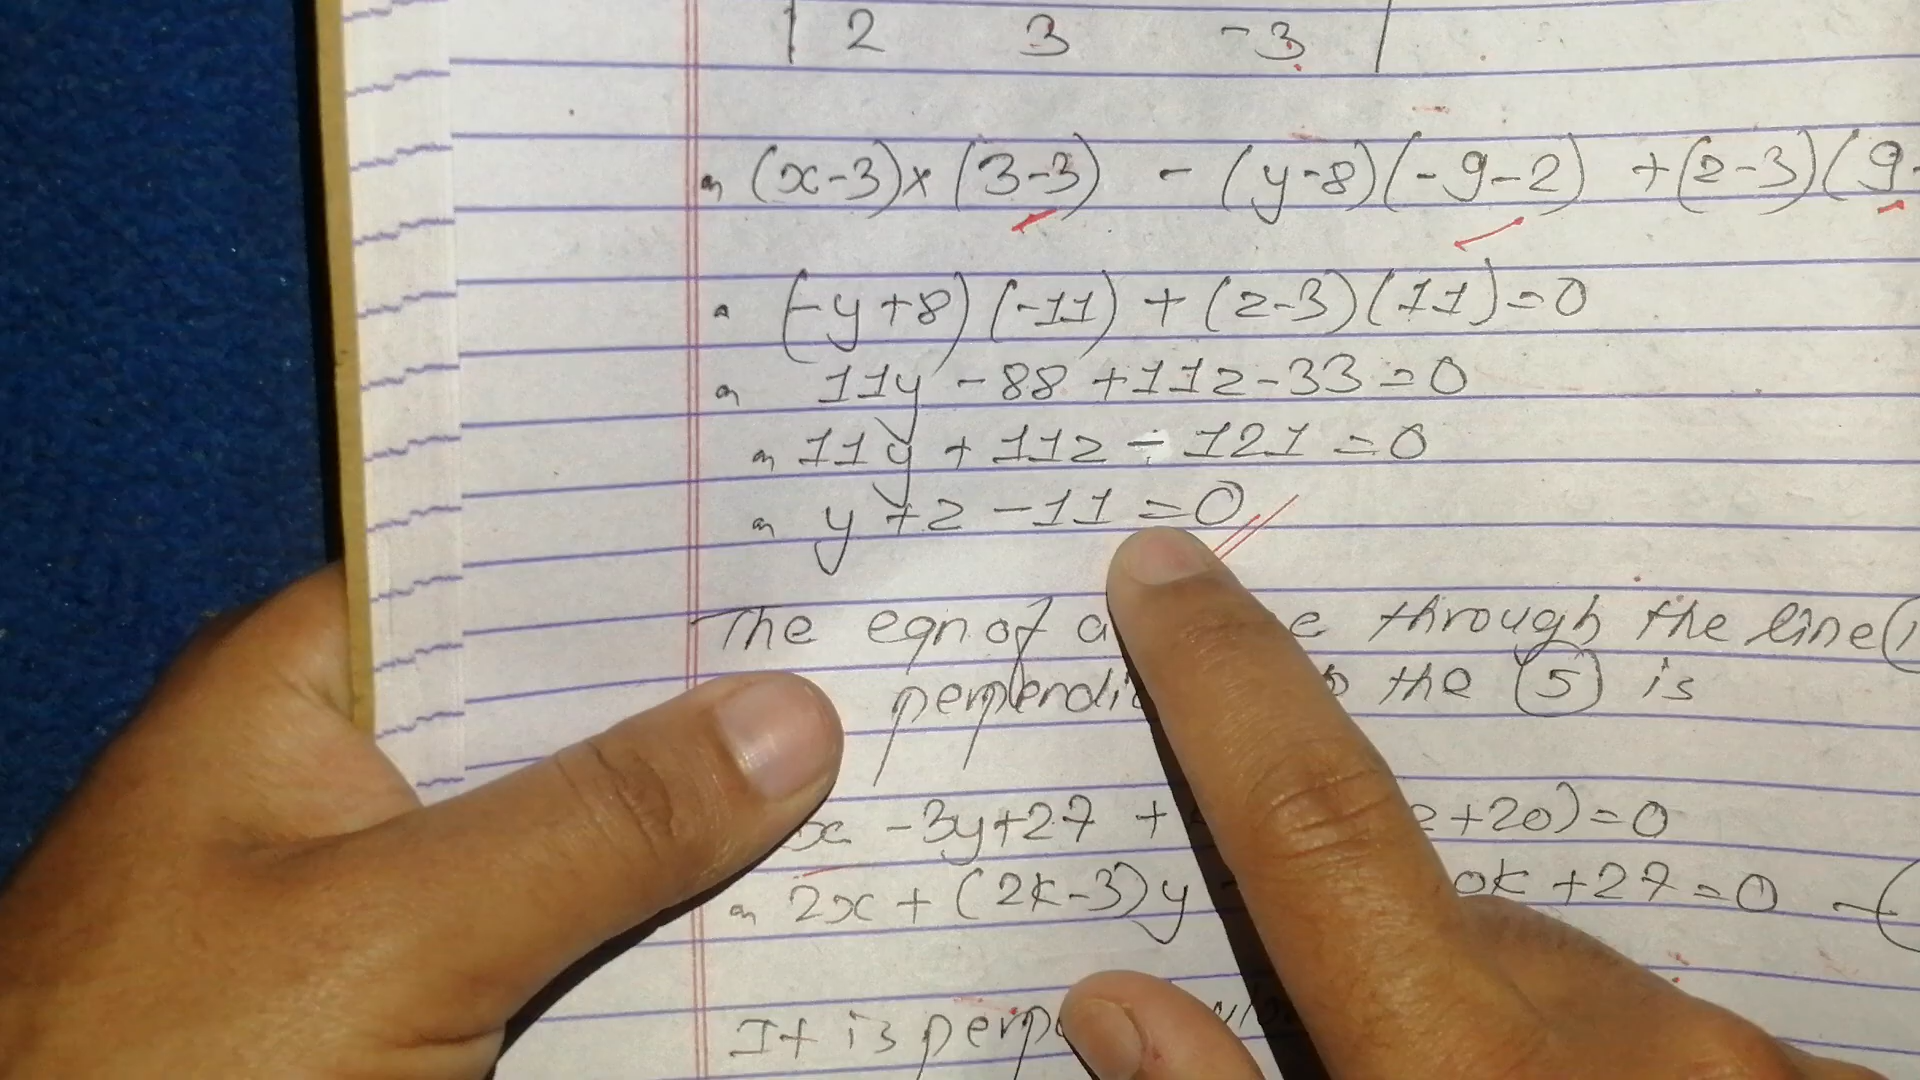 | 2 3 -3 |
(x-3)×(3-3) - (y-8)(-9-2) + (z-3)(9-
(-y+8)(-11) + (z-3)(11)=0
11y - 88 + 11z - 33 = 0
11y + 11z - 121 = 0
y+z-11=0
The eqn of a through the line (1
the (5) is
-3y+27 + z+20)=0
2x + (2k-3)y k +27=0 - (
It is